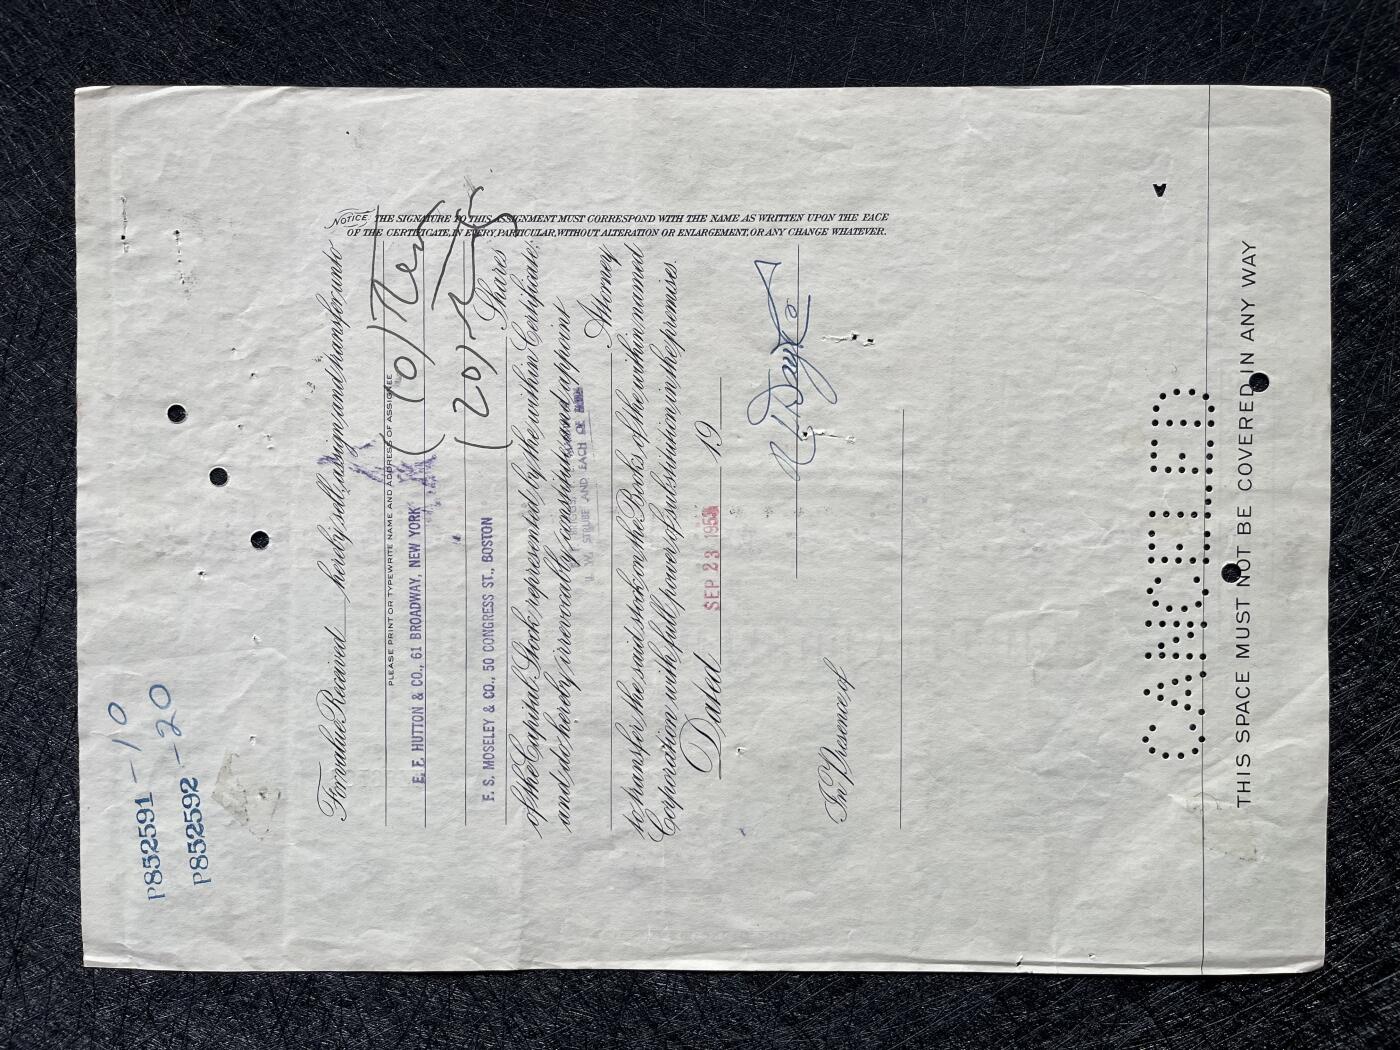 P852591 - 10
P852592 - 20
For value Received hereby sell, assign and transfer unto
PLEASE PRINT OR TYPEWRITE NAME AND ADDRESS OF ASSIGNEE
E. F. HUTTON & CO., 61 BROADWAY, NEW YORK (10)
F. S. MOSELEY & CO., 50 CONGRESS ST., BOSTON (20)
Shares
of the Capital Stock represented by the within Certificate,
and do hereby irrevocably constitute and appoint
STRUBE AND EACH OF
Attorney
to transfer the said stock on the Books of the within named
Corporation with full power of substitution in the premises.
Dated SEP 23 195 19
In Presence of
NOTICE. THE SIGNATURE TO THIS ASSIGNMENT MUST CORRESPOND WITH THE NAME AS WRITTEN UPON THE FACE
OF THE CERTIFICATE, IN EVERY PARTICULAR, WITHOUT ALTERATION OR ENLARGEMENT, OR ANY CHANGE WHATEVER.
CANCELLED
THIS SPACE MUST NOT BE COVERED IN ANY WAY